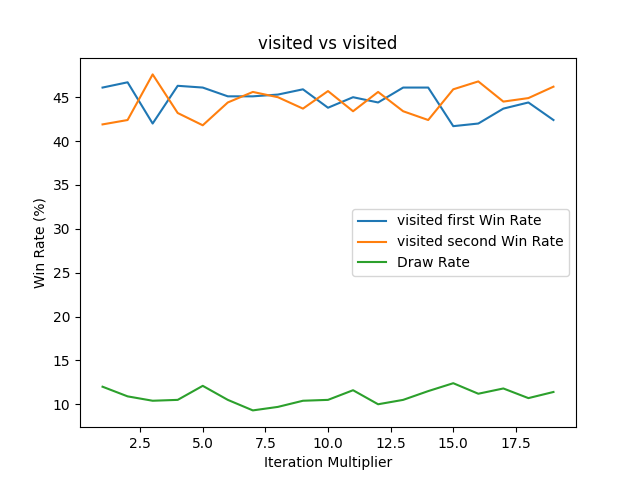 visited vs visited
Win Rate (%)
45
40
35
30
25
20
15
10
visited first Win Rate
visited second Win Rate
Draw Rate
2.5 5.0 7.5 10.0 12.5 15.0 17.5
Iteration Multiplier